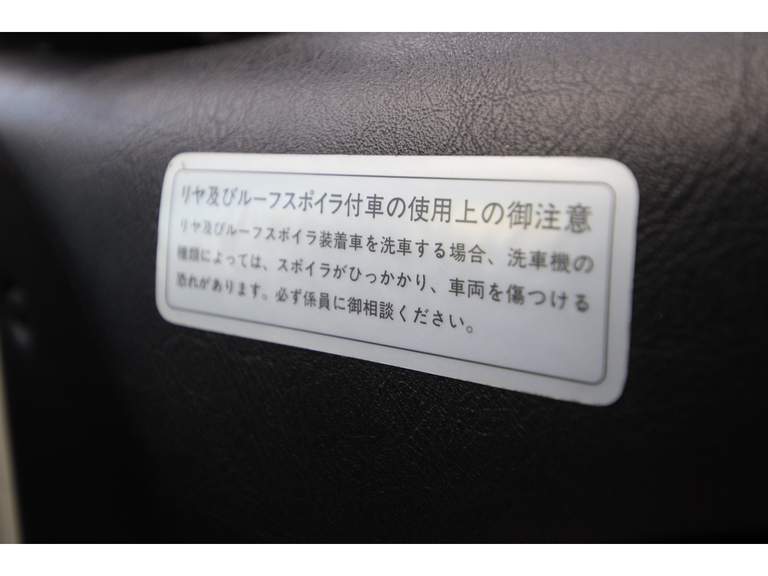 リヤ及びルーフスポイラ付車の使用上の御注意
リヤ及びルーフスポイラ装着車を洗車する場合、洗車機の
種類によっては、スポイラがひっかかり、車両を傷つける
恐れがあります。必ず係員に御相談ください。